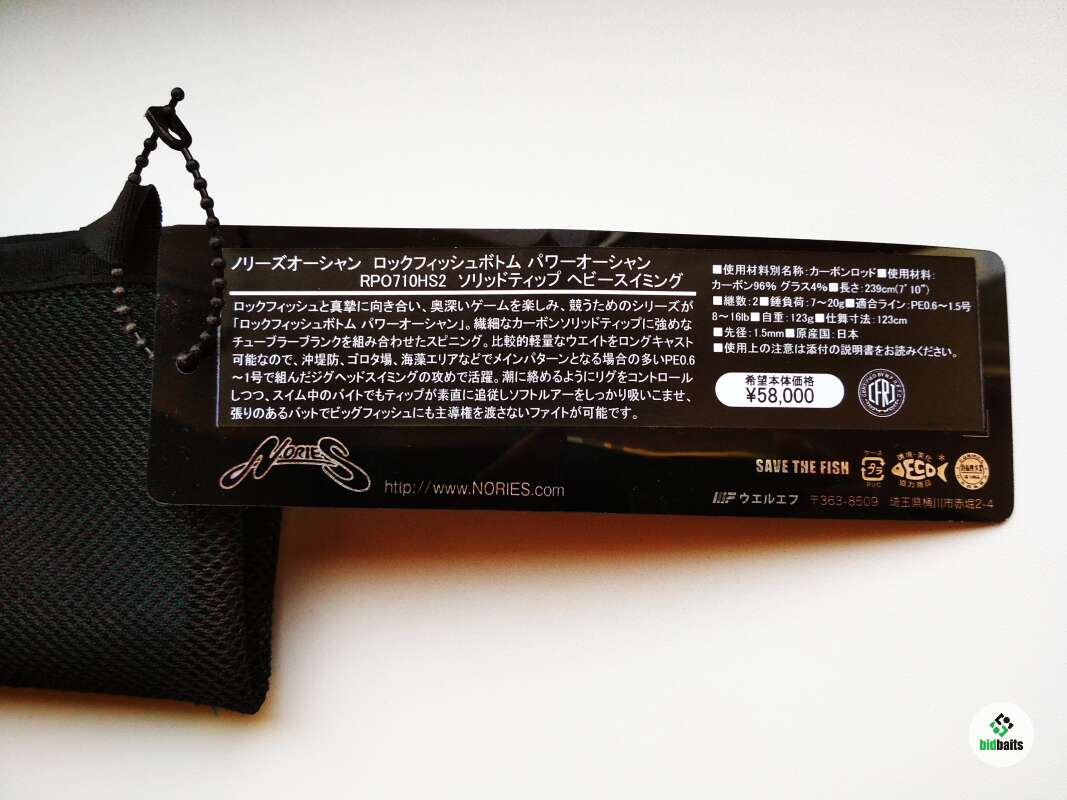 ノリーズオーシャン ロックフィッシュボトム パワーオーシャン
RPO710HS2 ソリッドティップ ヘビースイミング
ロックフィッシュと真摯に向き合い、奥深いゲームを楽しみ、競うためのシリーズが
「ロックフィッシュボトム パワーオーシャン」。繊細なカーボンソリッドティップに強めな
チューブラーブランクを組み合わせたスピニング。比較的軽量なウエイトをロングキャスト
可能なので、沖堤防、ゴロタ場、海藻エリアなどでメインパターンとなる場合の多いPE0.6
～1号で組んだジグヘッドスイミングの攻めで活躍。潮に絡めるようにリグをコントロール
しつつ、スイム中のバイトでもティップが素直に追従しソフトルアーをしっかり吸いこませ、
張りのあるバットでビッグフィッシュにも主導権を渡さないファイトが可能です。
■使用材料別名称:カーボンロッド■使用材料:
カーボン96% グラス4%■長さ:239cm(7'10")
■継数:2■錘負荷:7～20g■適合ライン:PE0.6～1.5号
8～16lb■自重:123g■仕舞寸法:123cm
■先径:1.5mm■原産国:日本
■使用上の注意は添付の説明書をお読みください。
希望本体価格
¥58,000
NORIES
http://www.NORIES.com
SAVE THE FISH
ケース
プラ
PVC
ECO
協力商品
ウエルエフ 〒363-8509 埼玉県桶川市赤堀2-4
bidbaits